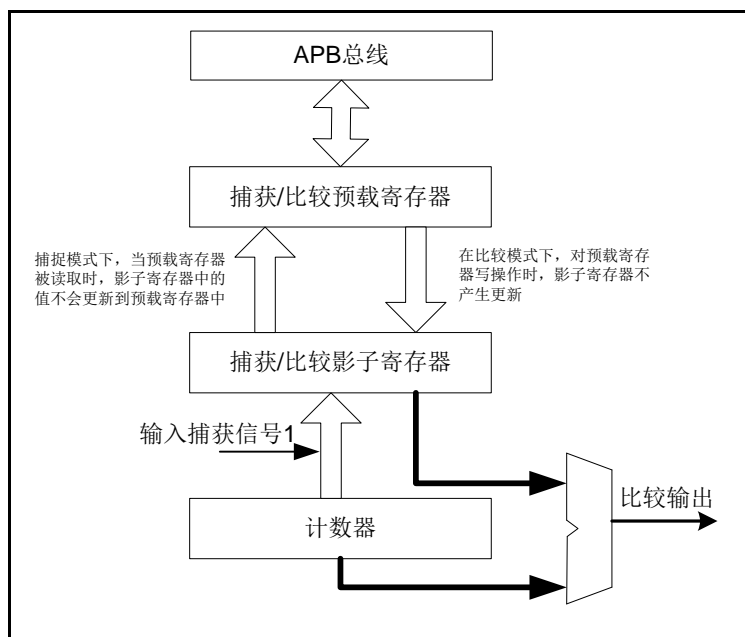 APB总线
捕获/比较预载寄存器
捕捉模式下，当预载寄存器
被读取时，影子寄存器中的
值不会更新到预载寄存器中
在比较模式下，对预载寄存
器写操作时，影子寄存器不
产生更新
捕获/比较影子寄存器
输入捕获信号1
计数器
比较输出